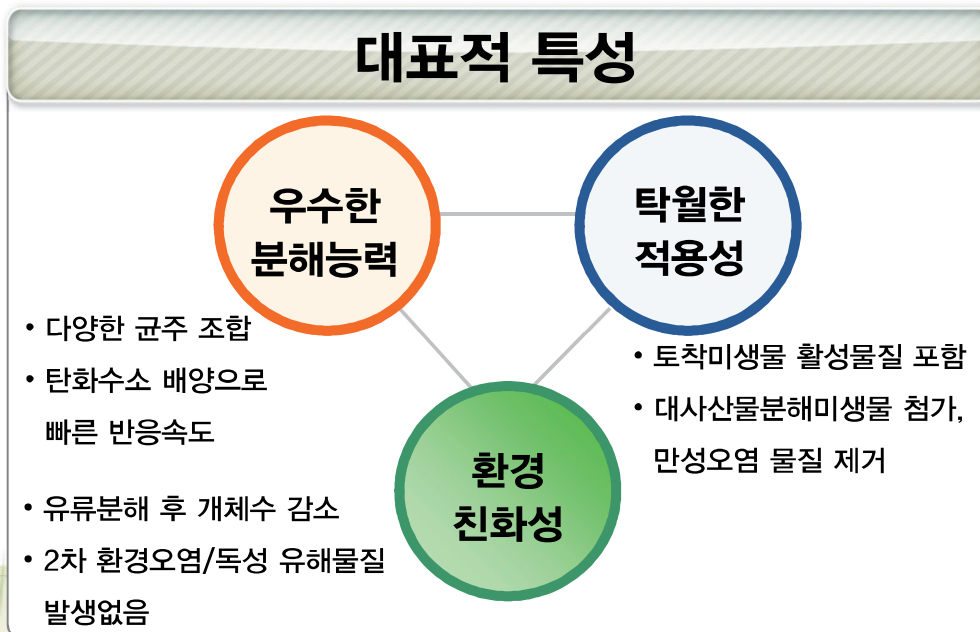 대표적 특성
우수한
분해능력
탁월한
적용성
• 다양한 균주 조합
• 탄화수소 배양으로
빠른 반응속도
• 토착미생물 활성물질 포함
• 대사산물분해미생물 첨가,
만성오염 물질 제거
환경
친화성
• 유류분해 후 개체수 감소
• 2차 환경오염/독성 유해물질
발생없음